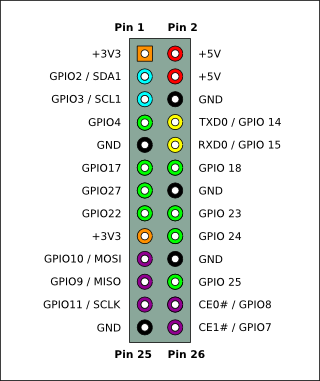 Pin 1 Pin 2
+3V3 +5V
GPIO2 / SDA1 +5V
GPIO3 / SCL1 GND
GPIO4 TXD0 / GPIO 14
GND RXD0 / GPIO 15
GPIO17 GPIO 18
GPIO27 GND
GPIO22 GPIO 23
+3V3 GPIO 24
GPIO10 / MOSI GND
GPIO9 / MISO GPIO 25
GPIO11 / SCLK CE0# / GPIO8
GND CE1# / GPIO7
Pin 25 Pin 26